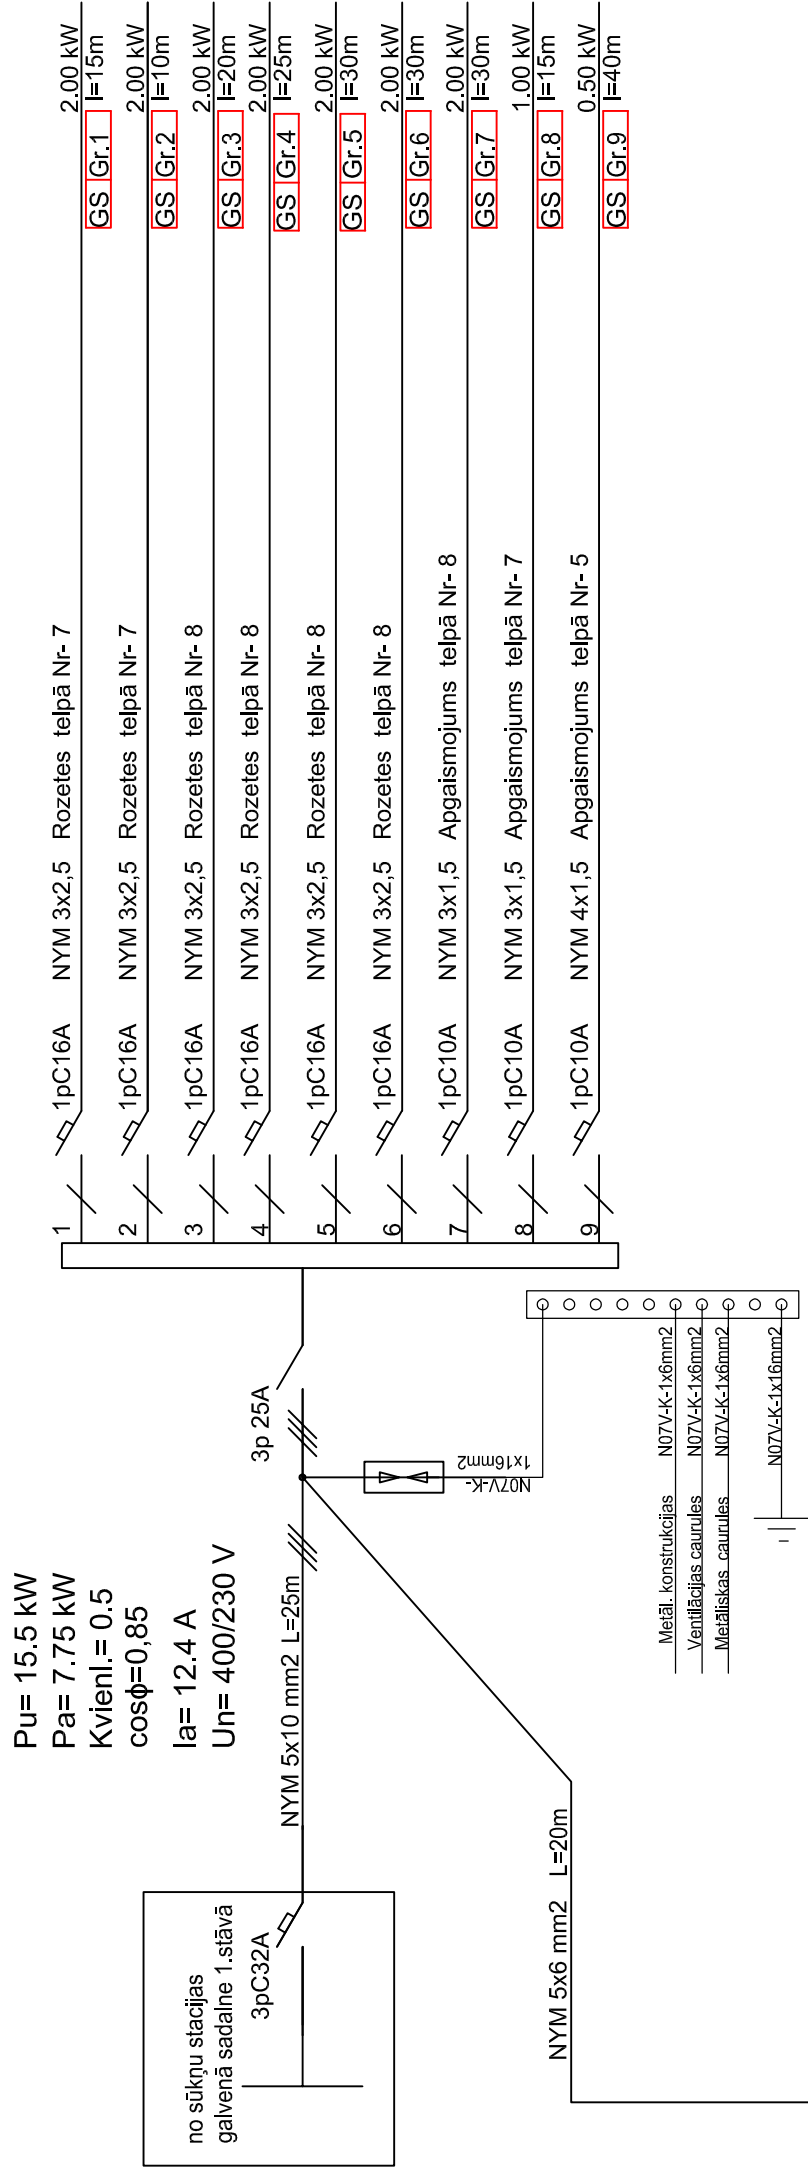 Pu= 15.5 kW
Pa= 7.75 kW
Kvienl.= 0.5
cosφ=0,85
Ia= 12.4 A
Un= 400/230 V
no sūkņu stacijas
galvenā sadalne 1.stāvā
3pC32A
NYM 5x10 mm2 L=25m
NYM 5x6 mm2 L=20m
3p 25A
N07V-K-
1x16mm2
1 1pC16A NYM 3x2,5 Rozetes telpā Nr- 7 GS Gr.1 2.00 kW l=15m
2 1pC16A NYM 3x2,5 Rozetes telpā Nr- 7 GS Gr.2 2.00 kW l=10m
3 1pC16A NYM 3x2,5 Rozetes telpā Nr- 8 GS Gr.3 2.00 kW l=20m
4 1pC16A NYM 3x2,5 Rozetes telpā Nr- 8 GS Gr.4 2.00 kW l=25m
5 1pC16A NYM 3x2,5 Rozetes telpā Nr- 8 GS Gr.5 2.00 kW l=30m
6 1pC16A NYM 3x2,5 Rozetes telpā Nr- 8 GS Gr.6 2.00 kW l=30m
7 1pC10A NYM 3x1,5 Apgaismojums telpā Nr- 8 GS Gr.7 2.00 kW l=30m
8 1pC10A NYM 3x1,5 Apgaismojums telpā Nr- 7 GS Gr.8 1.00 kW l=15m
9 1pC10A NYM 4x1,5 Apgaismojums telpā Nr- 5 GS Gr.9 0.50 kW l=40m
Metāl. konstrukcijas N07V-K-1x6mm2
Ventilācijas caurules N07V-K-1x6mm2
Metāliskas caurules N07V-K-1x6mm2
N07V-K-1x16mm2